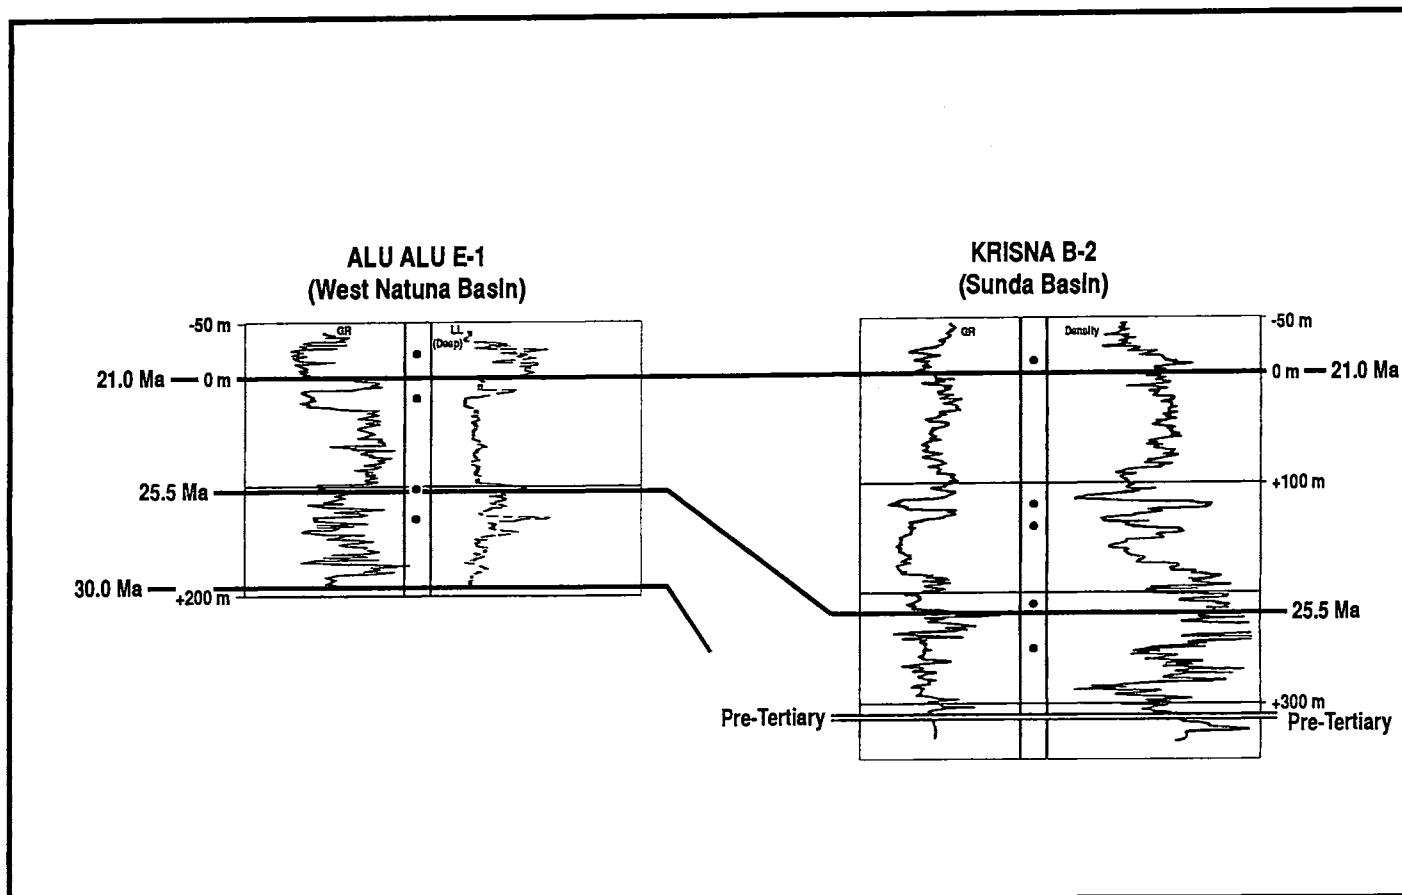 ALU ALU E-1
(West Natuna Basin)
KRISNA B-2
(Sunda Basin)
-50 m
GR
LL
(Deep)
GR
Density
-50 m
21.0 Ma
0 m
0 m
21.0 Ma
+100 m
25.5 Ma
30.0 Ma
+200 m
25.5 Ma
+300 m
Pre-Tertiary
Pre-Tertiary